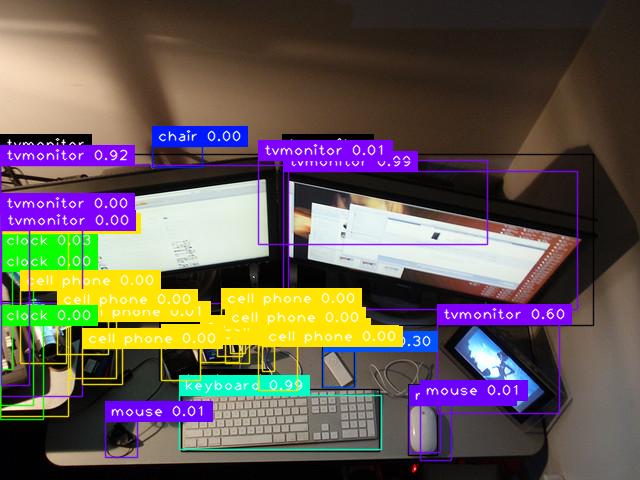 chair 0.00
tvmonitor
tvmonitor 0.92
tvmonitor 0.01
tvmonitor 0.99
tvmonitor 0.00
tvmonitor 0.00
clock 0.03
clock 0.00
cell phone 0.00
cell phone 0.00
cell phone 0.00
cell phone 0.00
clock 0.00
tvmonitor 0.60
cell phone 0.00
cell phone 0.00
0.30
keyboard 0.99
mouse 0.01
mouse 0.01